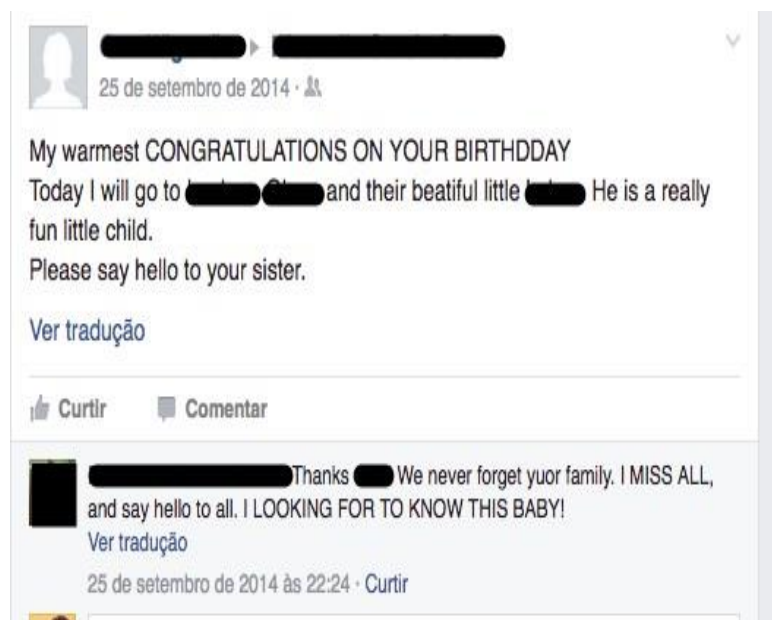 25 de setembro de 2014 ·
My warmest CONGRATULATIONS ON YOUR BIRTHDDAY
Today I will go to and their beatiful little He is a really
fun little child.
Please say hello to your sister.
Ver tradução
Curtir Comentar
Thanks We never forget yuor family. I MISS ALL,
and say hello to all. I LOOKING FOR TO KNOW THIS BABY!
Ver tradução
25 de setembro de 2014 às 22:24 · Curtir